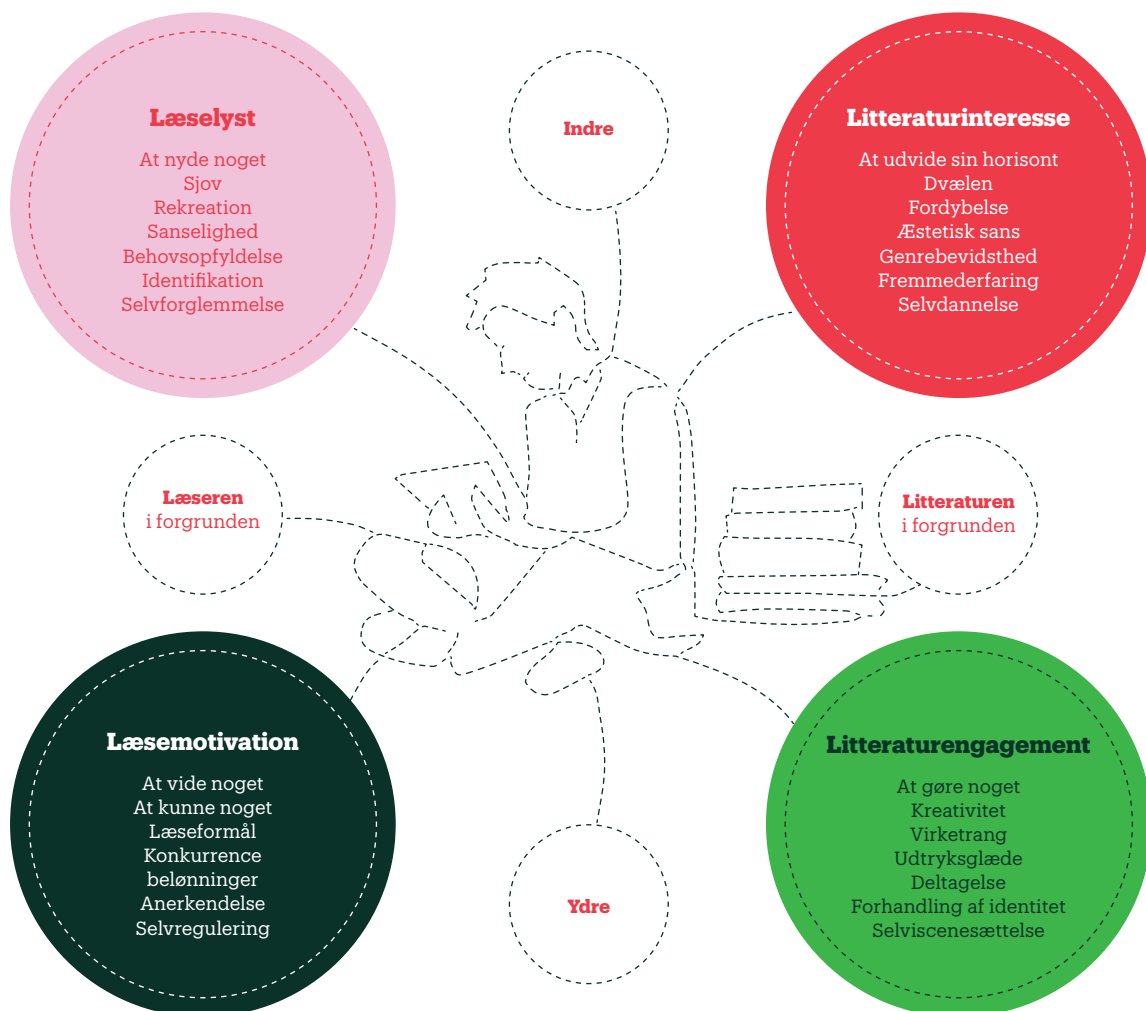 Læselyst
At nyde noget
Sjov
Rekreation
Sanselighed
Behovsopfyldelse
Identifikation
Selvforglemmelse
Indre
Litteraturinteresse
At udvide sin horisont
Dvælen
Fordybelse
Æstetisk sans
Genrebevidsthed
Fremmederfaring
Selvdannelse
Læseren
i forgrunden
Litteraturen
i forgrunden
Læsemotivation
At vide noget
At kunne noget
Læseformål
Konkurrence
belønninger
Anerkendelse
Selvregulering
Ydre
Litteraturengagement
At gøre noget
Kreativitet
Virketrang
Udtryksglæde
Deltagelse
Forhandling af identitet
Selviscenesættelse